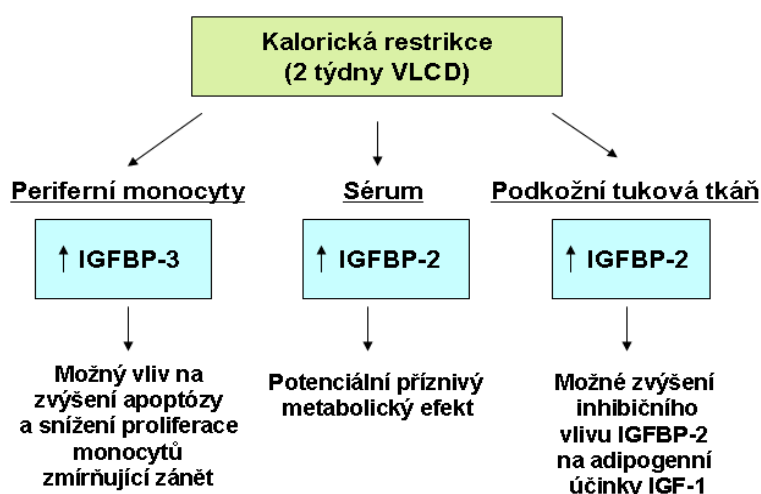 Kalorická restrikce
(2 týdny VLCD)
Periferní monocyty
Sérum
Podkožní tuková tkáň
↑ IGFBP-3
↑ IGFBP-2
↑ IGFBP-2
Možný vliv na
zvýšení apoptózy
a snížení proliferace
monocytů
zmírňující zánět
Potenciální příznivý
metabolický efekt
Možné zvýšení
inhibičního
vlivu IGFBP-2
na adipogenní
účinky IGF-1